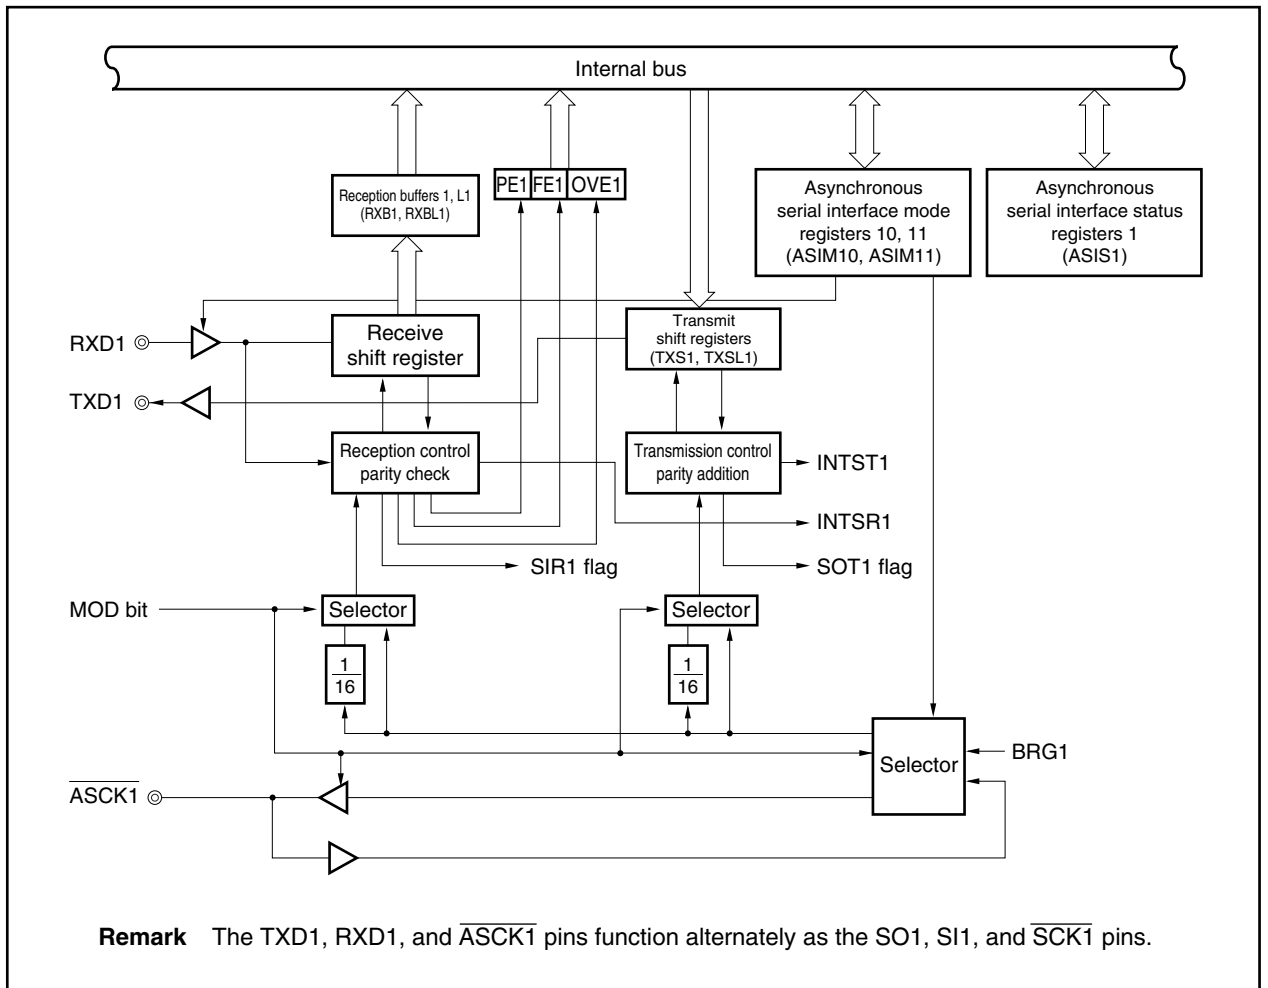 Internal bus
Reception buffers 1, L1
(RXB1, RXBL1)
PE1 FE1 OVE1
Asynchronous
serial interface mode
registers 10, 11
(ASIM10, ASIM11)
Asynchronous
serial interface status
registers 1
(ASIS1)
RXD1
Receive
shift register
Transmit
shift registers
(TXS1, TXSL1)
TXD1
Reception control
parity check
Transmission control
parity addition
INTST1
INTSR1
SIR1 flag
SOT1 flag
MOD bit
Selector
Selector
1
16
1
16
Selector
BRG1
A̅S̅C̅K̅1̅
Remark The TXD1, RXD1, and A̅S̅C̅K̅1̅ pins function alternately as the SO1, SI1, and S̅C̅K̅1̅ pins.